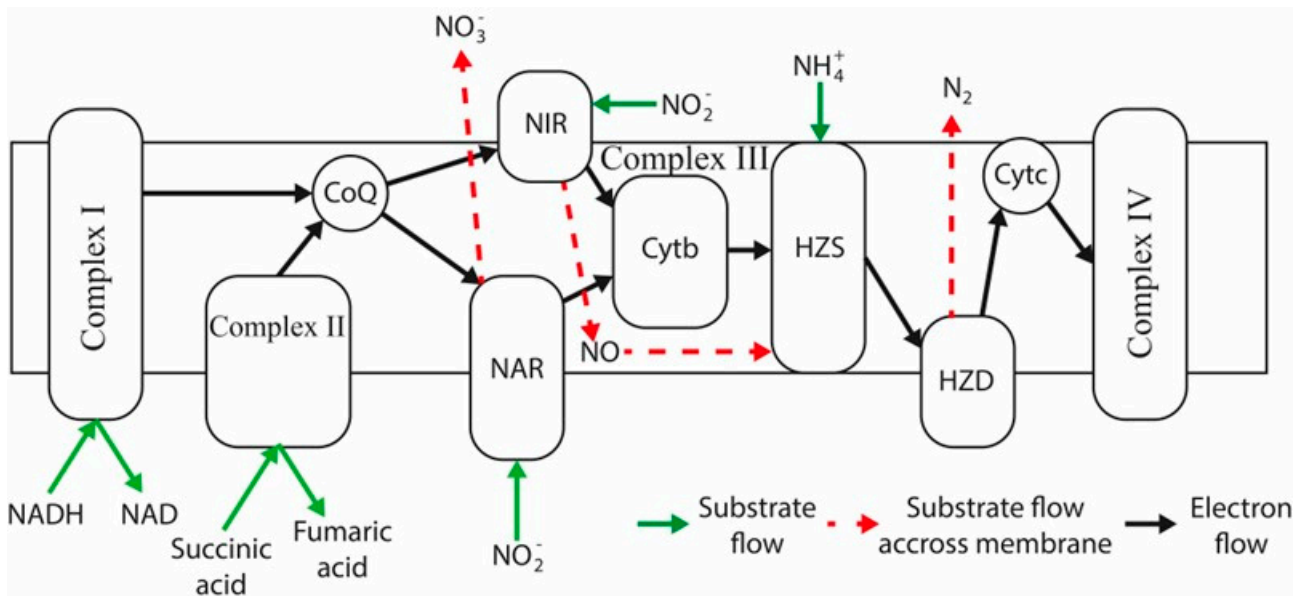 NO₃⁻
NIR
NO₂⁻
NH₄⁺
N₂
Complex I
CoQ
Complex III
Cytb
HZS
Cytc
Complex IV
Complex II
NAR
NO
HZD
NADH
NAD
Succinic
acid
Fumaric
acid
NO₂⁻
Substrate
flow
Substrate flow
accross membrane
Electron
flow